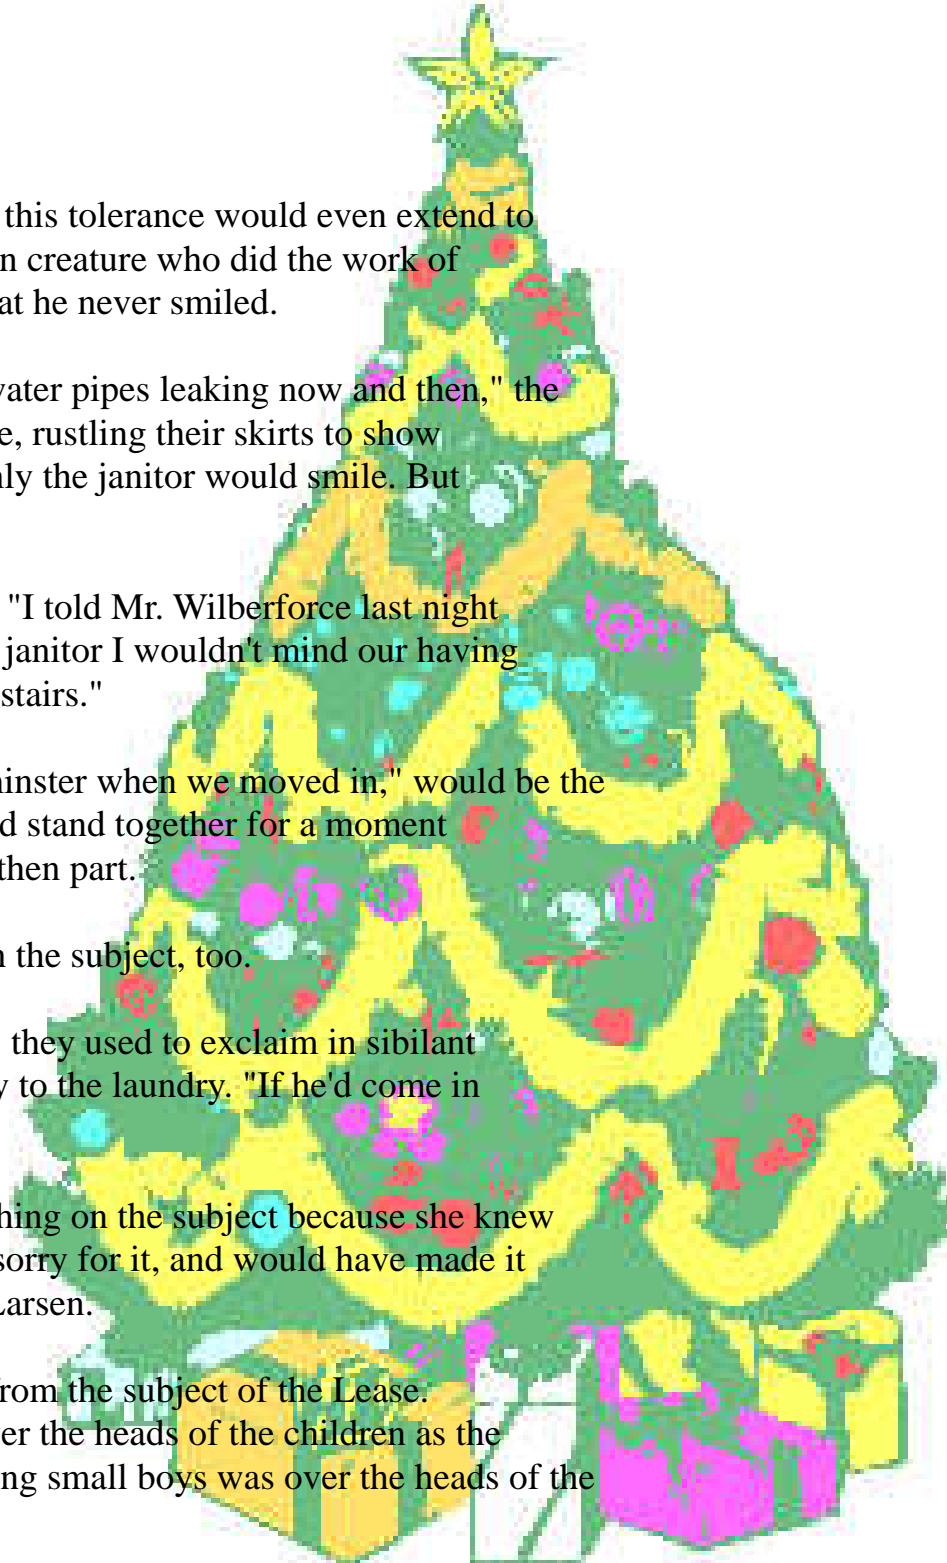 this tolerance would even extend to
n creature who did the work of
at he never smiled.
vater pipes leaking now and then," the
e, rustling their skirts to show
nly the janitor would smile. But
"I told Mr. Wilberforce last night
janitor I wouldn't mind our having
stairs."
ninster when we moved in," would be the
d stand together for a moment
then part.
n the subject, too.
they used to exclaim in sibilant
y to the laundry. "If he'd come in
hing on the subject because she knew
sorry for it, and would have made it
Larsen.
from the subject of the Lease.
er the heads of the children as the
ng small boys was over the heads of the